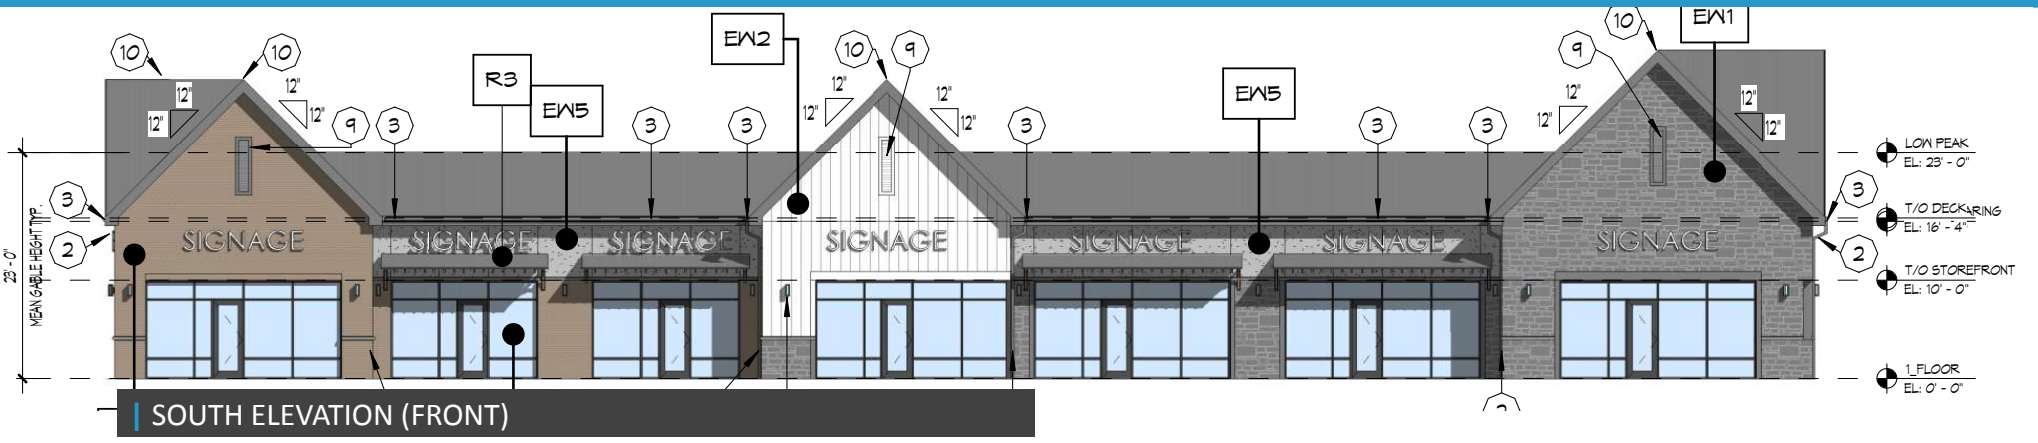 10
10
EW2
10
9
10
EW1
9
R3
EW5
EW5
12"
12"
12"
12"
12"
12"
12"
12"
12"
12"
12"
12"
9
3
3
3
3
3
3
LOW PEAK
EL: 23' - 0"
3
3
T/O DECK
EL: 16' - 4"
2
2
SIGNAGE
SIGNAGE
SIGNAGE
SIGNAGE
SIGNAGE
SIGNAGE
SIGNAGE
23' - 0"
MEAN GABLE HEIGHT TYP.
T/O STOREFRONT
EL: 10' - 0"
1_FLOOR
EL: 0' - 0"
SOUTH ELEVATION (FRONT)